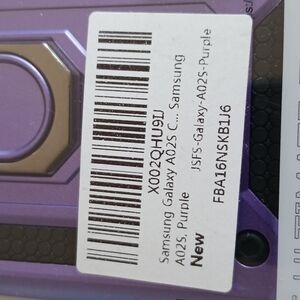 X002QHU9IJ
Samsung Galaxy A02S C... Samsung
A02S, Purple
New
JSFS-Galaxy-A02S-Purple
FBA16NSKB1J6